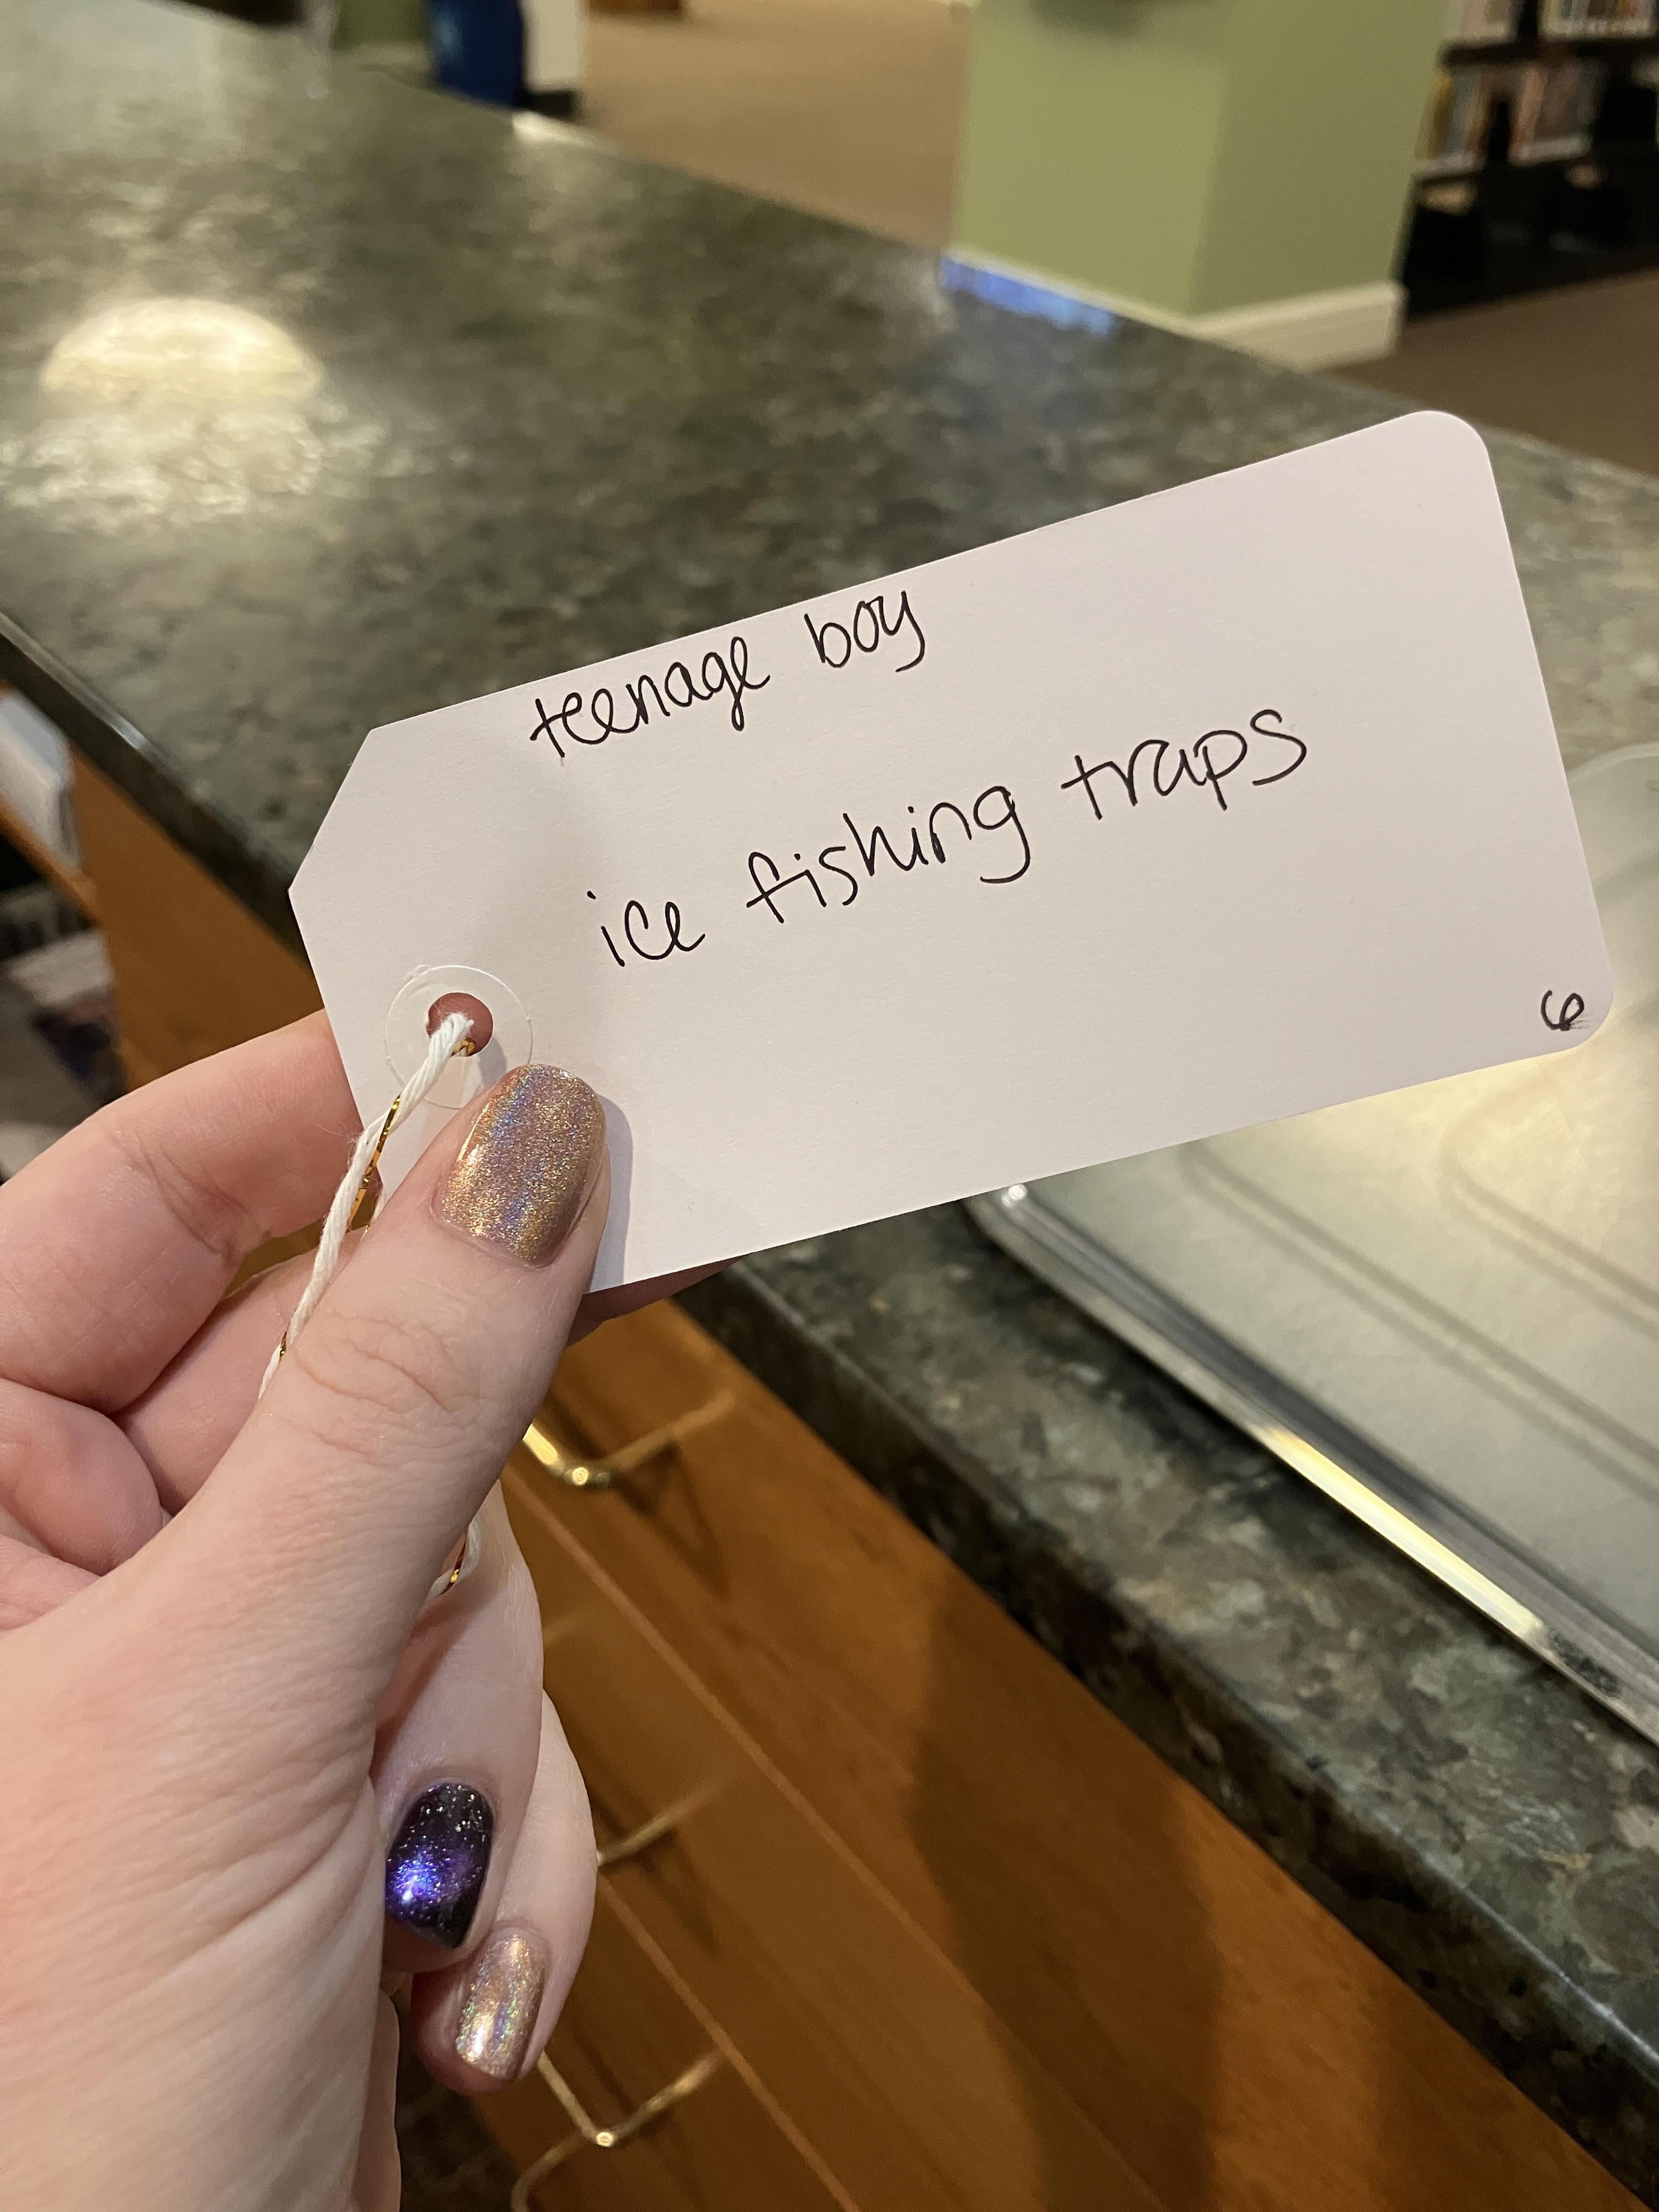 teenage boy
ice fishing traps
6